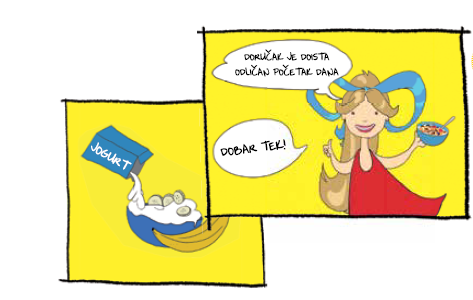 DORUČAK JE DOISTA
ODLIČAN POČETAK DANA
DOBAR TEK!
JOGURT